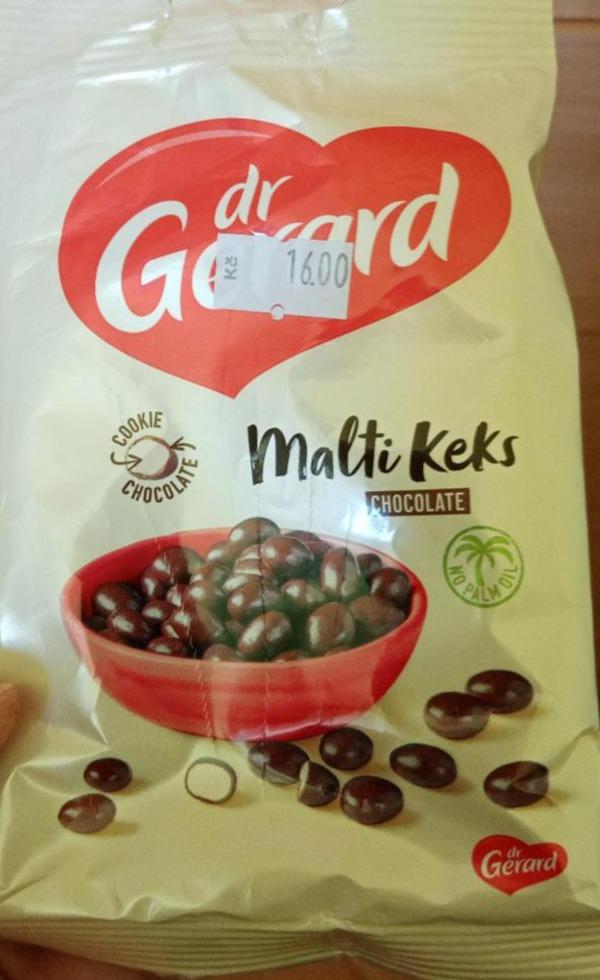 dr
Gerard
Kč 16.00
COOKIE
CHOCOLATE
Malti Keks
CHOCOLATE
NO PALM OIL
dr
Gerard